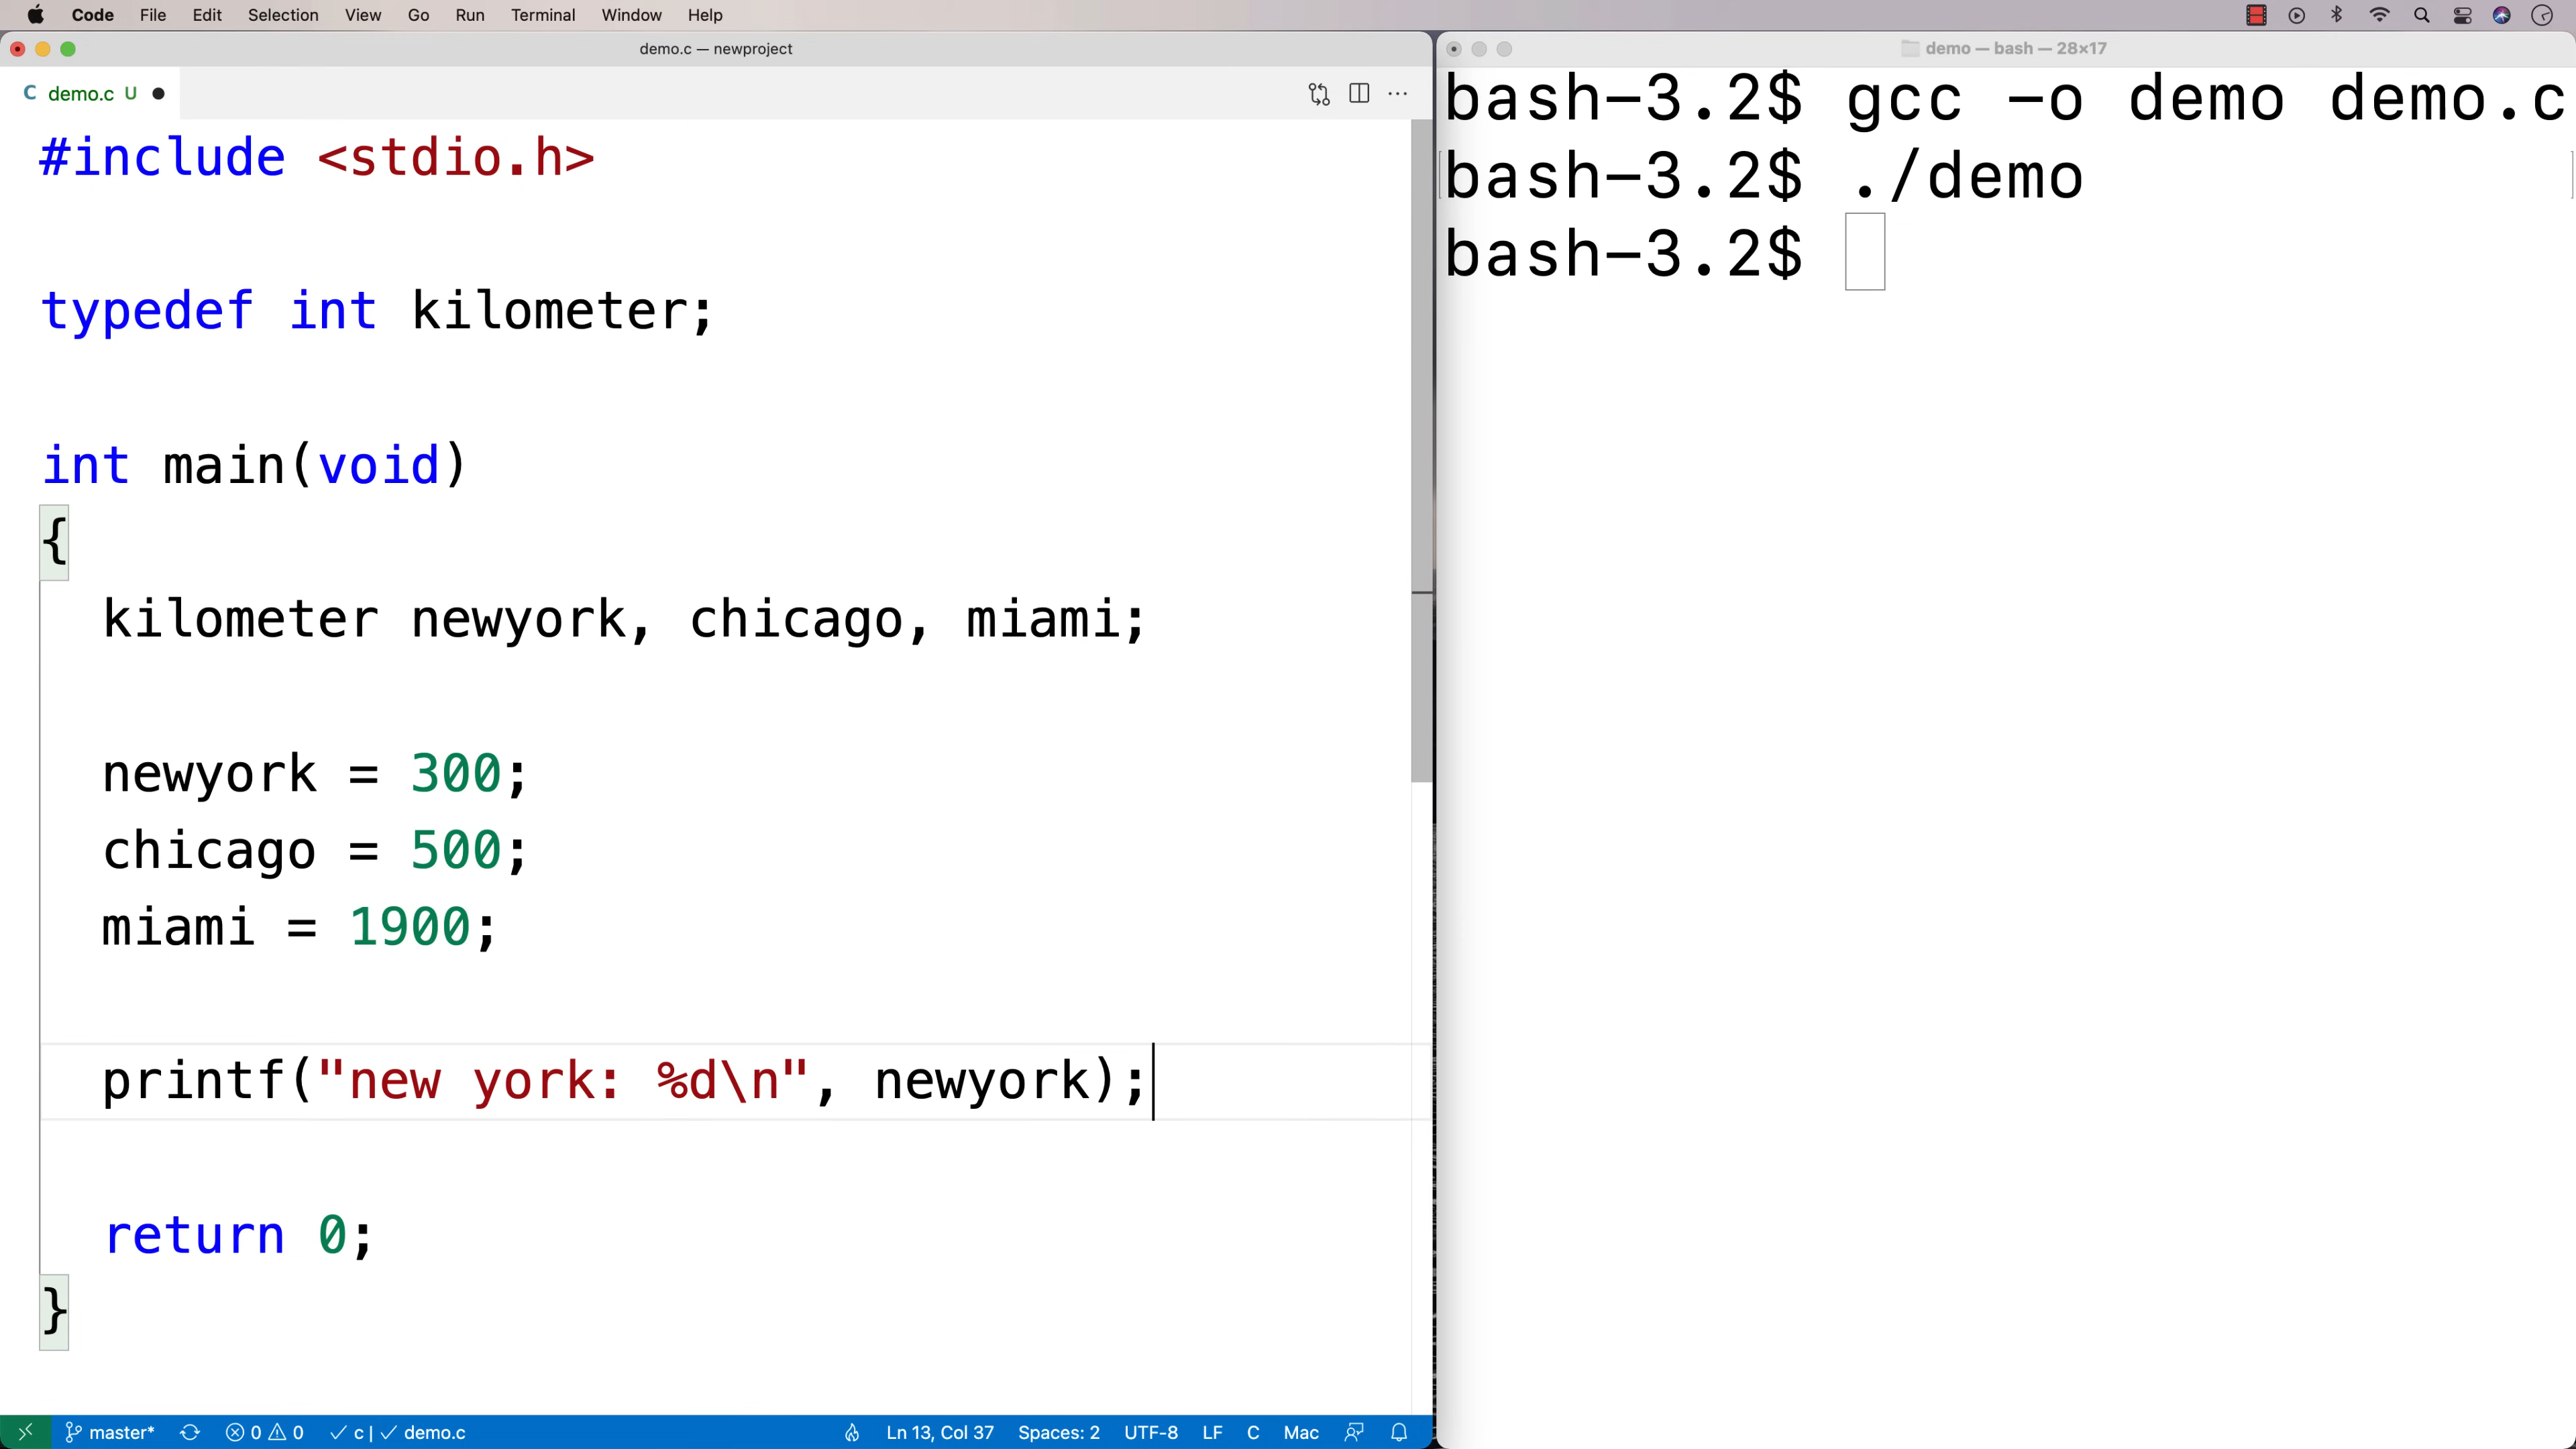 Code File Edit Selection View Go Run Terminal Window Help
demo.c — newproject
C demo.c U
#include <stdio.h>
typedef int kilometer;
int main(void)
{
kilometer newyork, chicago, miami;
newyork = 300;
chicago = 500;
miami = 1900;
printf("new york: %d\n", newyork);
return 0;
}
master* 0 0 c | demo.c Ln 13, Col 37 Spaces: 2 UTF-8 LF C Mac
demo — bash — 28×17
bash-3.2$ gcc -o demo demo.c
bash-3.2$ ./demo
bash-3.2$